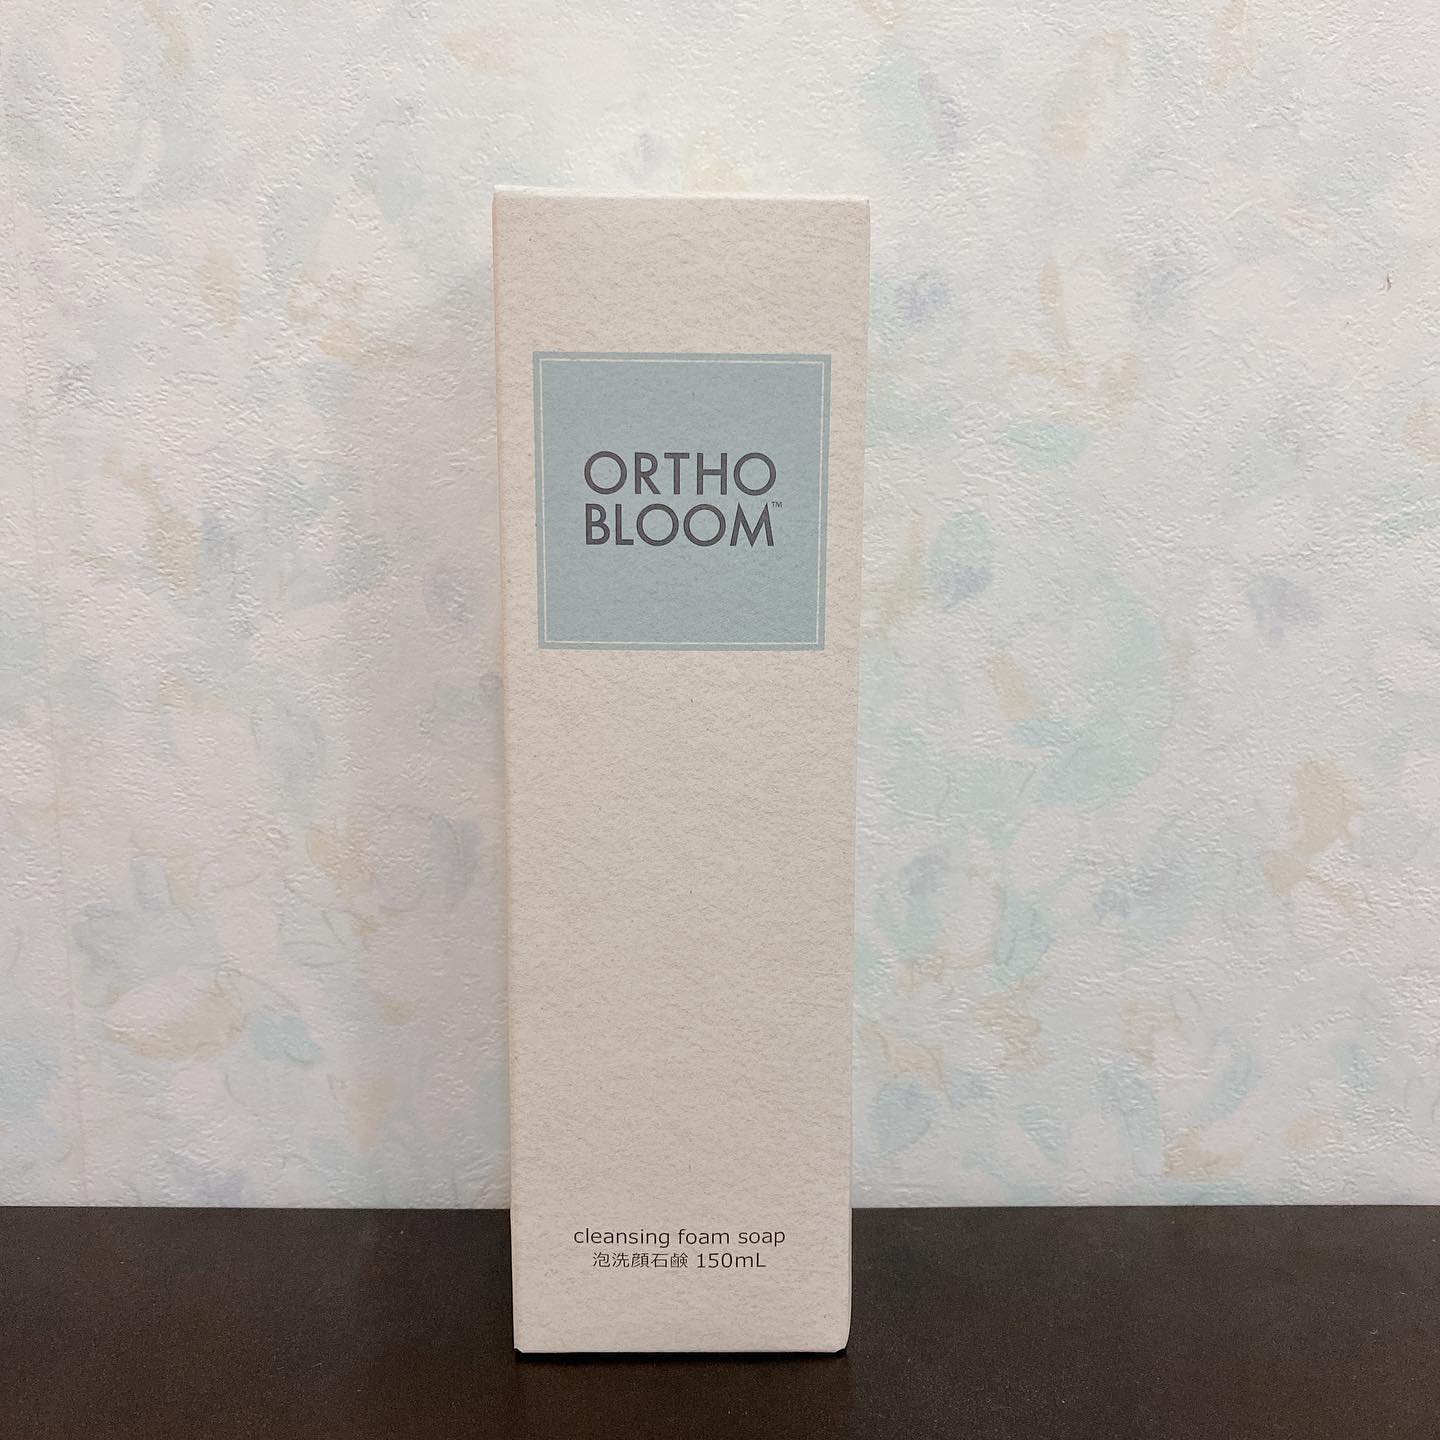 ORTHO
BLOOM™
cleansing foam soap
泡洗顔石鹸 150mL